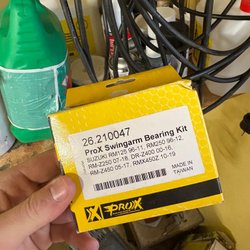 26.210047
ProX Swingarm Bearing Kit
SUZUKI RM125 96-11, RM250 96-12,
RM-Z250 07-18, DR-Z400 00-16,
RM-Z450 05-17, RMX450Z 10-19
MADE IN
TAIWAN
PROX